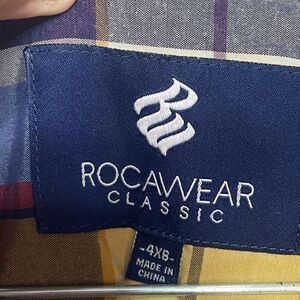 ROCAWEAR
CLASSIC
-4XB-
MADE IN
CHINA